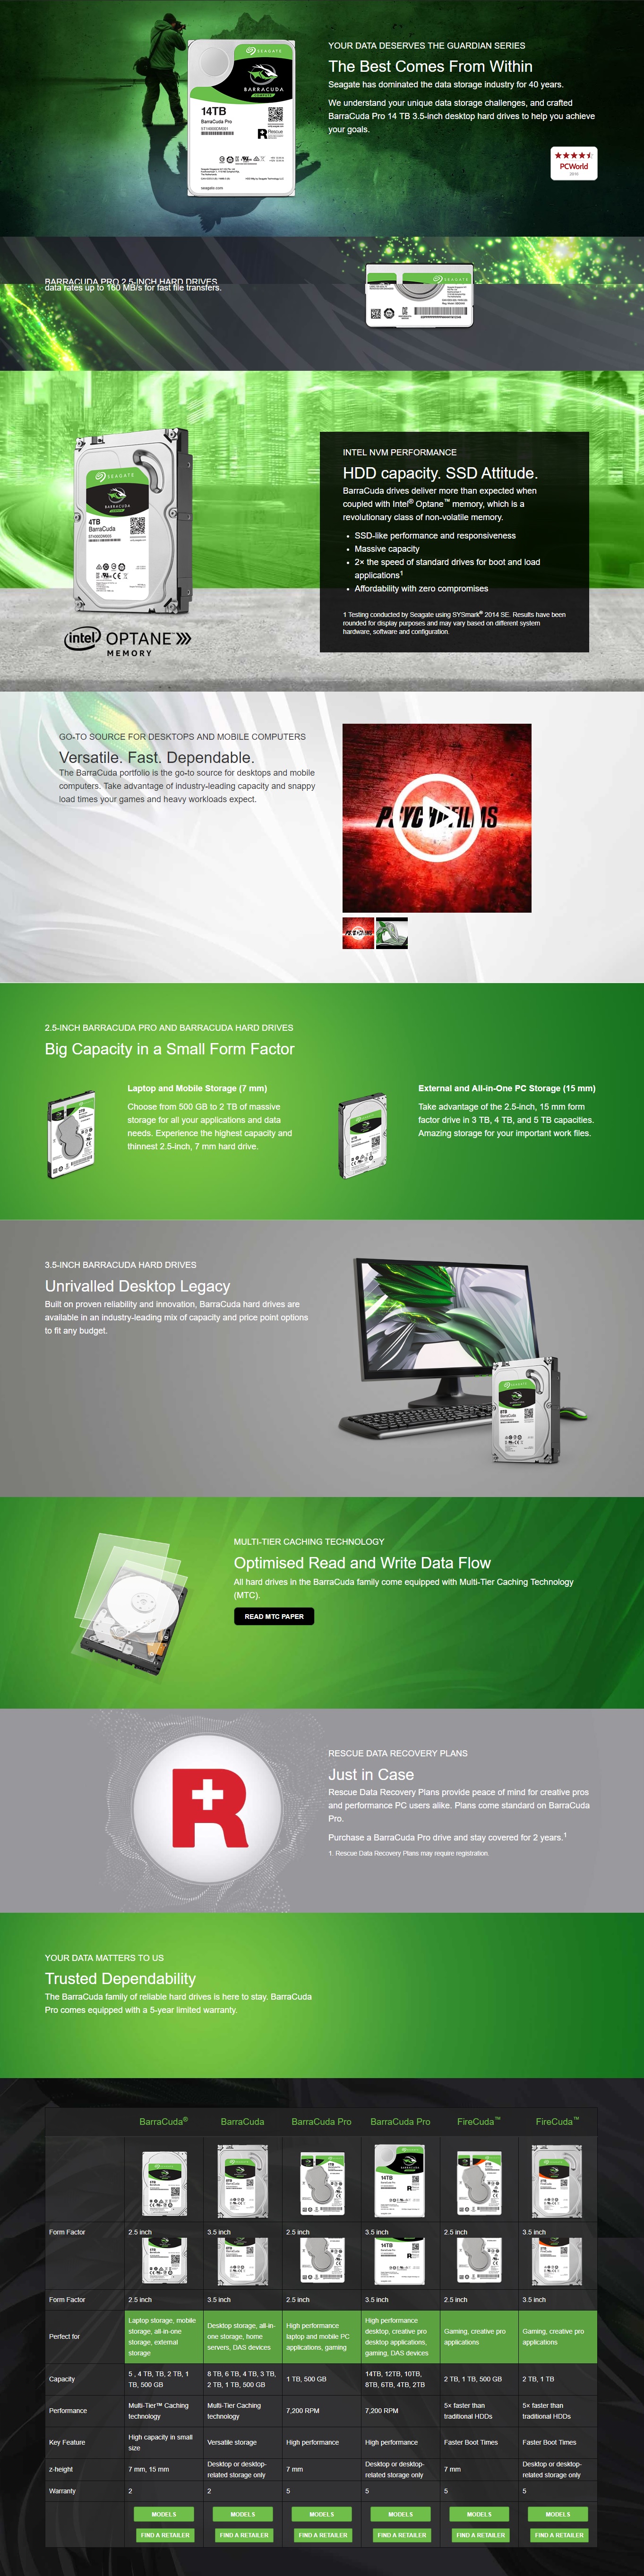 YOUR DATA DESERVES THE GUARDIAN SERIES
The Best Comes From Within
Seagate has dominated the data storage industry for 40 years.
We understand your unique data storage challenges, and crafted
BarraCuda Pro 14 TB 3.5-inch desktop hard drives to help you achieve
your goals.
SEAGATE
BARRACUDA
COMPUTE
14TB
BarraCuda Pro
R Rescue
seagate.com
PCWorld
BARRACUDA PRO 2.5-INCH HARD DRIVES
data rates up to 160 MB/s for fast file transfers.
SEAGATE
INTEL NVM PERFORMANCE
HDD capacity. SSD Attitude.
BarraCuda drives deliver more than expected when
coupled with Intel® Optane™ memory, which is a
revolutionary class of non-volatile memory.
• SSD-like performance and responsiveness
• Massive capacity
• 2× the speed of standard drives for boot and load
applications1
• Affordability with zero compromises
1 Testing conducted by Seagate using SYSmark® 2014 SE. Results have been
rounded for display purposes and may vary based on different system
hardware, software and configuration.
SEAGATE
BARRACUDA
4TB
BarraCuda
intel OPTANE
MEMORY
GO-TO SOURCE FOR DESKTOPS AND MOBILE COMPUTERS
Versatile. Fast. Dependable.
The BarraCuda portfolio is the go-to source for desktops and mobile
computers. Take advantage of industry-leading capacity and snappy
load times your games and heavy workloads expect.
2.5-INCH BARRACUDA PRO AND BARRACUDA HARD DRIVES
Big Capacity in a Small Form Factor
Laptop and Mobile Storage (7 mm)
Choose from 500 GB to 2 TB of massive
storage for all your applications and data
needs. Experience the highest capacity and
thinnest 2.5-inch, 7 mm hard drive.
External and All-in-One PC Storage (15 mm)
Take advantage of the 2.5-inch, 15 mm form
factor drive in 3 TB, 4 TB, and 5 TB capacities.
Amazing storage for your important work files.
3.5-INCH BARRACUDA HARD DRIVES
Unrivalled Desktop Legacy
Built on proven reliability and innovation, BarraCuda hard drives are
available in an industry-leading mix of capacity and price point options
to fit any budget.
MULTI-TIER CACHING TECHNOLOGY
Optimised Read and Write Data Flow
All hard drives in the BarraCuda family come equipped with Multi-Tier Caching Technology
(MTC).
READ MTC PAPER
R
RESCUE DATA RECOVERY PLANS
Just in Case
Rescue Data Recovery Plans provide peace of mind for creative pros
and performance PC users alike. Plans come standard on BarraCuda
Pro.
Purchase a BarraCuda Pro drive and stay covered for 2 years.1
1. Rescue Data Recovery Plans may require registration.
YOUR DATA MATTERS TO US
Trusted Dependability
The BarraCuda family of reliable hard drives is here to stay. BarraCuda
Pro comes equipped with a 5-year limited warranty.
BarraCuda® BarraCuda BarraCuda Pro BarraCuda Pro FireCuda™ FireCuda™
Form Factor 2.5 inch 3.5 inch 2.5 inch 3.5 inch 2.5 inch 3.5 inch
Form Factor 2.5 inch 3.5 inch 2.5 inch 3.5 inch 2.5 inch 3.5 inch
Perfect for
Laptop storage, mobile
storage, all-in-one
storage, external
storage
Desktop storage, all-in-
one storage, home
servers, DAS devices
High performance
laptop and mobile PC
applications, gaming
High performance
desktop, creative pro
desktop applications,
gaming, DAS devices
Gaming, creative pro
applications
Gaming, creative pro
applications
Capacity
5 , 4 TB, TB, 2 TB, 1
TB, 500 GB
8 TB, 6 TB, 4 TB, 3 TB,
2 TB, 1 TB, 500 GB
1 TB, 500 GB
14TB, 12TB, 10TB,
8TB, 6TB, 4TB, 2TB
2 TB, 1 TB, 500 GB
2 TB, 1 TB
Performance
Multi-Tier™ Caching
technology
Multi-Tier Caching
technology
7,200 RPM
7,200 RPM
5× faster than
traditional HDDs
5× faster than
traditional HDDs
Key Feature
High capacity in small
size
Versatile storage
High performance
High performance
Faster Boot Times
Faster Boot Times
z-height
7 mm, 15 mm
Desktop or desktop-
related storage only
7 mm
Desktop or desktop-
related storage only
7 mm
Desktop or desktop-
related storage only
Warranty 2 2 5 5 5 5
MODELS MODELS MODELS MODELS MODELS MODELS
FIND A RETAILER FIND A RETAILER FIND A RETAILER FIND A RETAILER FIND A RETAILER FIND A RETAILER